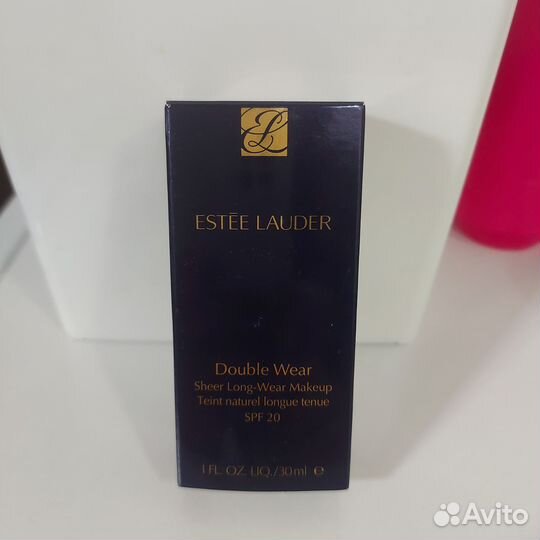 EL
ESTĒE LAUDER
Double Wear
Sheer Long-Wear Makeup
Teint naturel longue tenue
SPF 20
1 FL. OZ. LIQ./30ml e
Avito